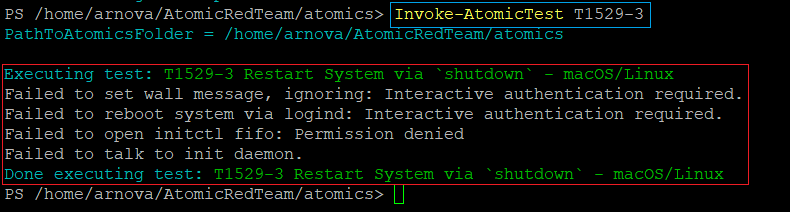 PS /home/arnova/AtomicRedTeam/atomics> Invoke-AtomicTest T1529-3
PathToAtomicsFolder = /home/arnova/AtomicRedTeam/atomics
Executing test: T1529-3 Restart System via `shutdown` - macOS/Linux
Failed to set wall message, ignoring: Interactive authentication required.
Failed to reboot system via logind: Interactive authentication required.
Failed to open initctl fifo: Permission denied
Failed to talk to init daemon.
Done executing test: T1529-3 Restart System via `shutdown` - macOS/Linux
PS /home/arnova/AtomicRedTeam/atomics>